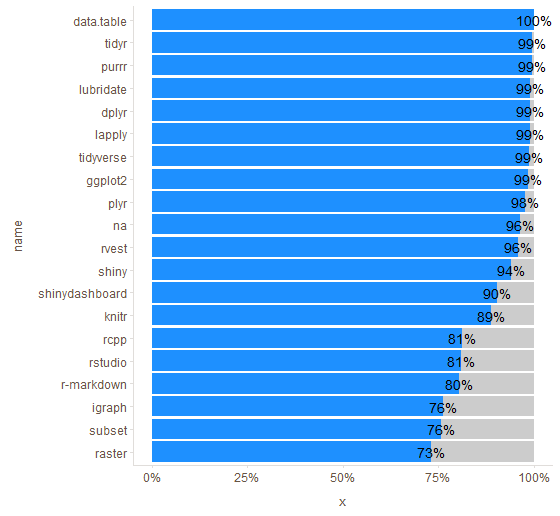 data.table 100%
tidyr 99%
purrr 99%
lubridate 99%
dplyr 99%
lapply 99%
tidyverse 99%
ggplot2 99%
plyr 98%
na 96%
rvest 96%
shiny 94%
shinydashboard 90%
knitr 89%
rcpp 81%
rstudio 81%
r-markdown 80%
igraph 76%
subset 76%
raster 73%
name
0% 25% 50% 75% 100%
x